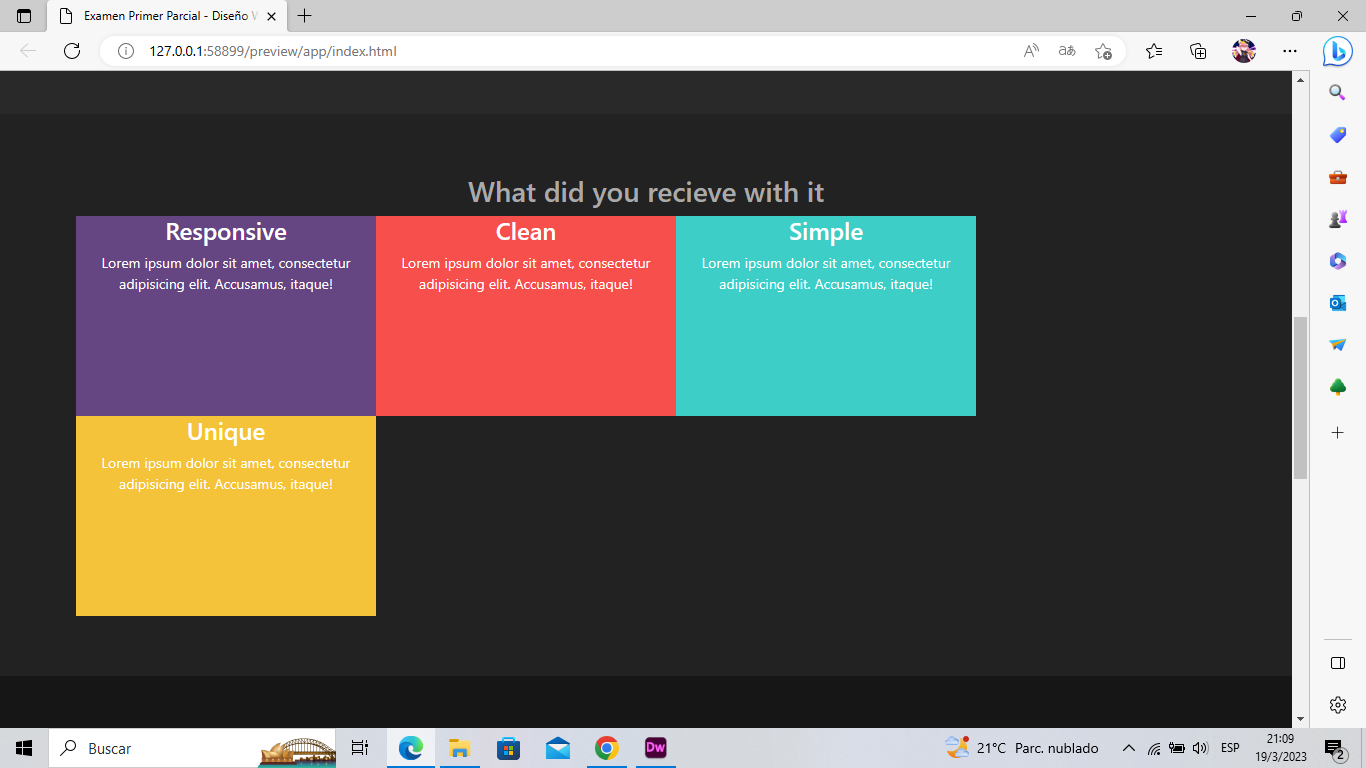 Examen Primer Parcial - Diseño W
127.0.0.1:58899/preview/app/index.html
What did you recieve with it
Responsive
Lorem ipsum dolor sit amet, consectetur
adipisicing elit. Accusamus, itaque!
Clean
Lorem ipsum dolor sit amet, consectetur
adipisicing elit. Accusamus, itaque!
Simple
Lorem ipsum dolor sit amet, consectetur
adipisicing elit. Accusamus, itaque!
Unique
Lorem ipsum dolor sit amet, consectetur
adipisicing elit. Accusamus, itaque!
Buscar
Dw
21°C Parc. nublado
ESP
21:09
19/3/2023
2